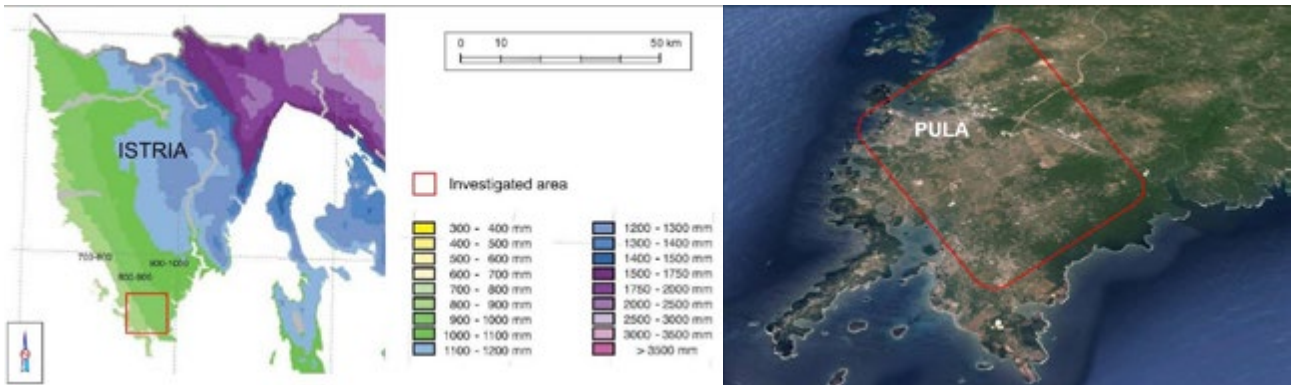 0 10 50 km
ISTRIA
Investigated area
700-800
800-900
900-1000
300 - 400 mm
400 - 500 mm
500 - 600 mm
600 - 700 mm
700 - 800 mm
800 - 900 mm
900 - 1000 mm
1000 - 1100 mm
1100 - 1200 mm
1200 - 1300 mm
1300 - 1400 mm
1400 - 1500 mm
1500 - 1750 mm
1750 - 2000 mm
2000 - 2500 mm
2500 - 3000 mm
3000 - 3500 mm
> 3500 mm
PULA